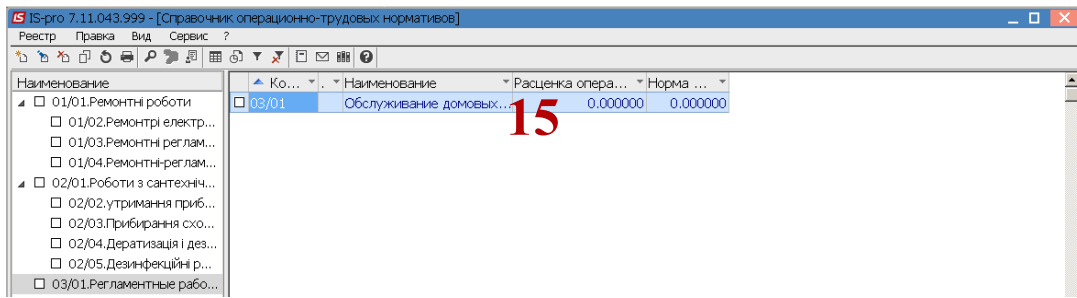 IS-pro 7.11.043.999 - [Справочник операционно-трудовых нормативов]
Реестр Правка Вид Сервис ?
Наименование
01/01.Ремонтні роботи
01/02.Ремонтрі електр...
01/03.Ремонтні реглам...
01/04.Ремонтні-реглам...
02/01.Роботи з сантехніч...
02/02.утримання приб...
02/03.Прибирання схо...
02/04.Дератизація і дез...
02/05.Дезинфекційні р...
03/01.Регламентные рабо...
Ко... . Наименование Расценка опера... Норма ...
03/01 Обслуживание домовых... 0.000000 0.000000
15